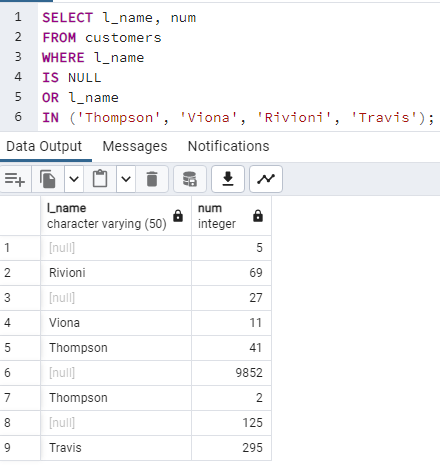 1 SELECT l_name, num
2 FROM customers
3 WHERE l_name
4 IS NULL
5 OR l_name
6 IN ('Thompson', 'Viona', 'Rivioni', 'Travis');
Data Output Messages Notifications
l_name num
character varying (50) integer
1 [null] 5
2 Rivioni 69
3 [null] 27
4 Viona 11
5 Thompson 41
6 [null] 9852
7 Thompson 2
8 [null] 125
9 Travis 295